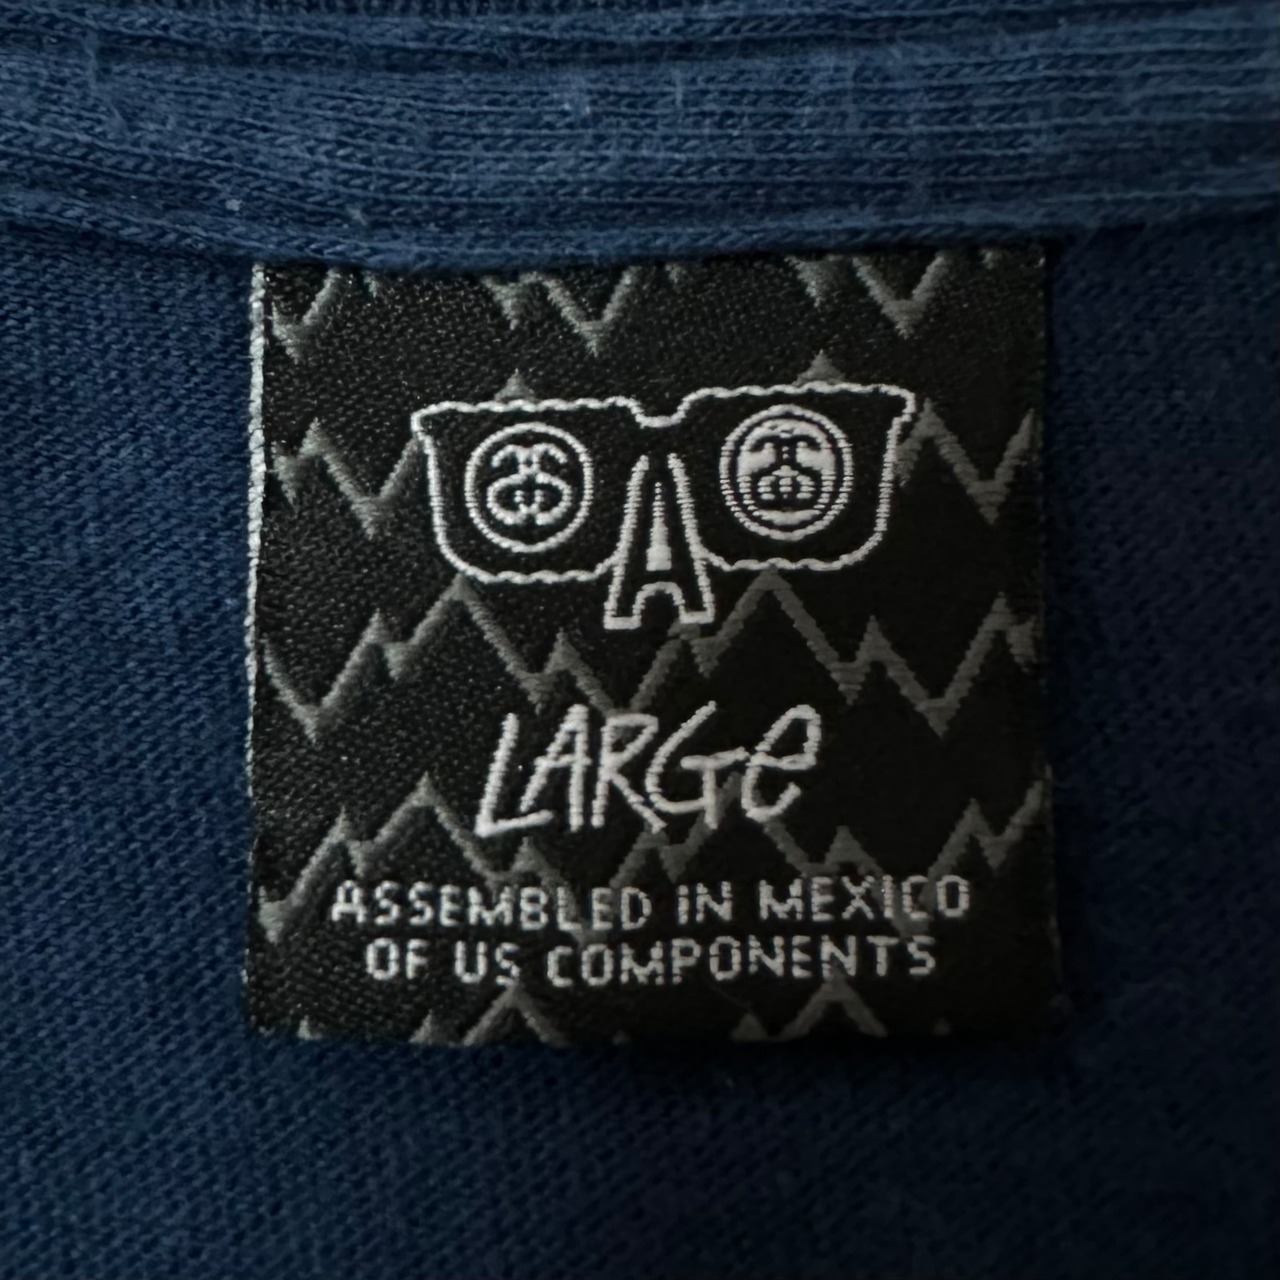 LARGe
ASSEMBLED IN MEXICO
OF US COMPONENTS